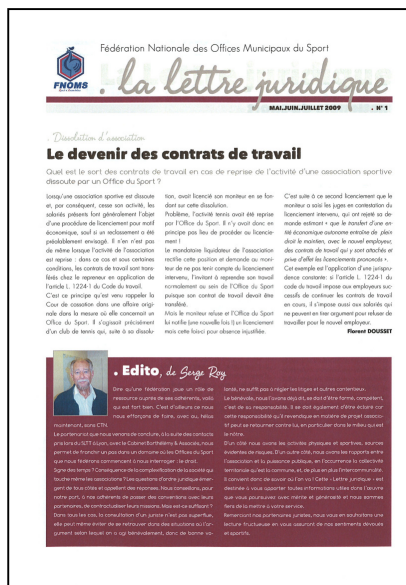 Fédération Nationale des Offices Municipaux du Sport
FNOMS
. la lettre juridique
MAI.JUIN.JUILLET 2009 . N° 1
. Dissolution d'association
Le devenir des contrats de travail
Quel est le sort des contrats de travail en cas de reprise de l'activité d'une association sportive
dissoute par un Office du Sport ?
Lorsqu'une association sportive est dissoute
et, par conséquent, cesse son activité, les
salariés présents font généralement l'objet
d'une procédure de licenciement pour motif
économique, sauf si un reclassement a été
préalablement envisagé. Il n'en n'est pas
de même lorsque l'activité de l'association
est reprise : dans ce cas et sous certaines
conditions, les contrats de travail sont trans-
férés chez le repreneur en application de
l'article L. 1224-1 du Code du travail.
C'est ce principe qu'est venu rappeler la
Cour de cassation dans une affaire origi-
nale dans la mesure où elle concernait un
Office du Sport. Il s'agissait précisément
d'un club de tennis qui, suite à sa dissolu-
tion, avait licencié son moniteur en se fon-
dant sur cette dissolution.
Problème, l'activité tennis avait été reprise
par l'Office du Sport. Il n'y avait donc en
principe pas lieu de procéder au licencie-
ment !
Le mandataire liquidateur de l'association
rectifie cette position et demande au moni-
teur de ne pas tenir compte du licenciement
intervenu, l'invitant à reprendre son travail
normalement au sein de l'Office du Sport
puisque son contrat de travail devait être
transféré.
Mais le moniteur refuse et l'Office du Sport
lui notifie (une nouvelle fois !) un licenciement
mais cette fois-ci pour absence injustifiée.
C'est suite à ce second licenciement que le
moniteur a saisi les juges en contestation du
licenciement intervenu, qui ont rejeté sa de-
mande estimant « que le transfert d'une en-
tité économique autonome entraîne de plein
droit le maintien, avec le nouvel employeur,
des contrats de travail qui y sont attachés et
prive d'effet les licenciements prononcés ».
Cet exemple est l'application d'une jurispru-
dence constante: si l'article L. 1224-1 du
code du travail impose aux employeurs suc-
cessifs de continuer les contrats de travail
en cours, il s'impose aussi aux salariés qui
ne peuvent en tirer argument pour refuser de
travailler pour le nouvel employeur.
Florent DOUSSET
. Edito, de Serge Roy
Dire qu'une fédération joue un rôle de
ressource auprès de ses adhérents, voilà
qui est fort bien. C'est d'ailleurs ce nous
nous efforçons de faire, avec ou, hélas
maintenant, sans CTN.
Le partenariat que nous venons de conduire, à la suite des contacts
pris lors du SETT à Lyon, avec le Cabinet Barthélémy & Associés, nous
permet de franchir un pas dans un domaine où les Offices du Sport
que nous fédérons commencent à nous interroger : le droit.
Signe des temps ? Conséquence de la complexification de la société qui
touche même les associations ? Les questions d'ordre juridique émer-
gent de tous côtés et appellent des réponses. Nous conseillons, pour
notre part, à nos adhérents de passer des conventions avec leurs
partenaires, de contractualiser leurs missions. Mais est-ce suffisant ?
Dans tous les cas, la consultation d'un juriste n'est pas superflue,
elle peut même éviter de se retrouver dans des situations où l'ar-
gument selon lequel on a agi bénévolement, donc de bonne vo-
lonté, ne suffit pas à régler les litiges et autres contentieux.
Le bénévole, nous l'avons déjà dit, se doit d'être formé, compétent,
c'est de sa responsabilité. Il se doit également d'être éclairé car
cette responsabilité qu'il revendique en matière de projet associ-
atif peut se retourner contre lui, en particulier dans le milieu qui est
le nôtre.
D'un côté nous avons les activités physiques et sportives, sources
évidentes de risques. D'un autre côté, nous avons les rapports entre
l'association et la puissance publique, en l'occurrence la collectivité
territoriale qu'est la commune, et, de plus en plus l'intercommunalité.
Il convient donc de savoir où l'on va ! Cette « Lettre juridique » est
destinée à vous apporter toutes informations utiles dans l'œuvre
que vous poursuivez avec mérite et générosité et nous sommes
fiers de la mettre à votre service.
Remerciant nos partenaires juristes, nous vous en souhaitons une
lecture fructueuse en vous assurant de nos sentiments dévoués
et sportifs.